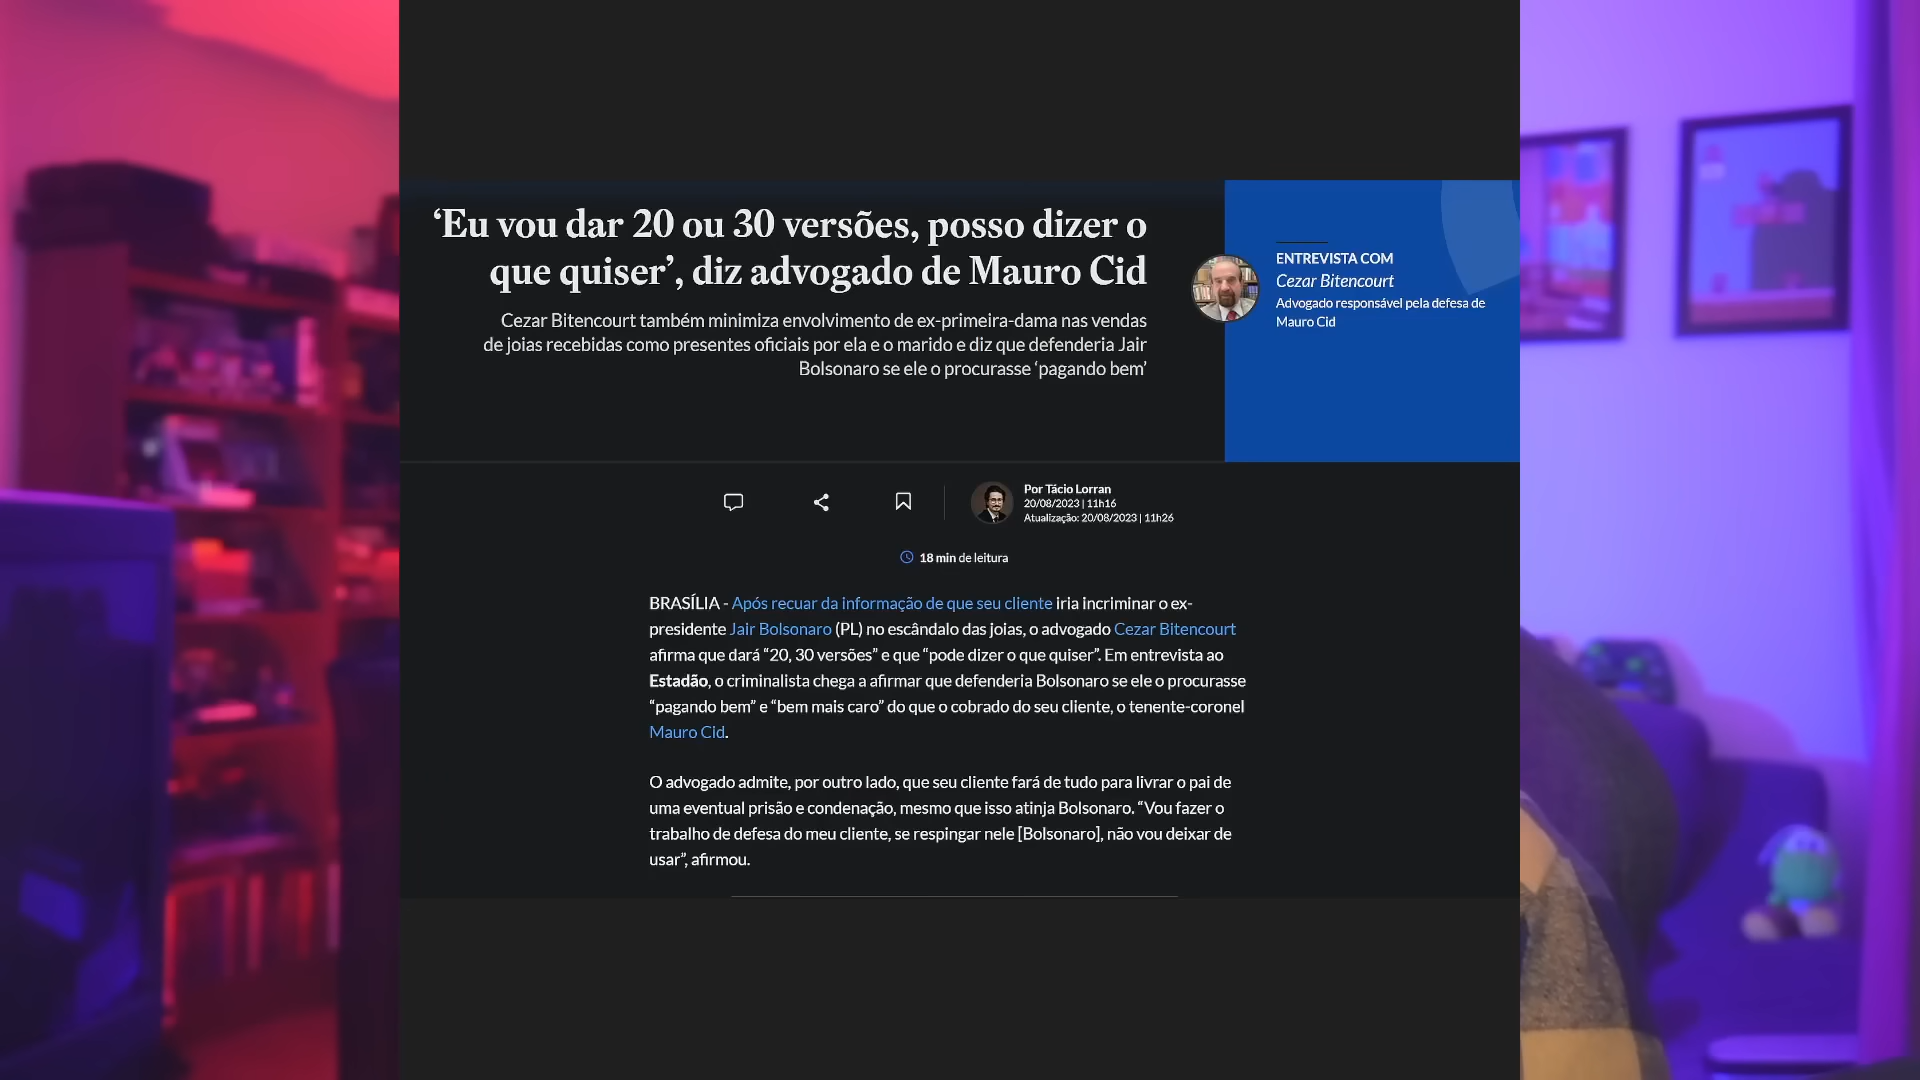 ‘Eu vou dar 20 ou 30 versões, posso dizer o
que quiser’, diz advogado de Mauro Cid
Cezar Bitencourt também minimiza envolvimento de ex-primeira-dama nas vendas
de joias recebidas como presentes oficiais por ela e o marido e diz que defenderia Jair
Bolsonaro se ele o procurasse ‘pagando bem’
ENTREVISTA COM
Cezar Bitencourt
Advogado responsável pela defesa de
Mauro Cid
Por Tácio Lorran
20/08/2023 | 11h16
Atualização: 20/08/2023 | 11h26
18 min de leitura
BRASÍLIA - Após recuar da informação de que seu cliente iria incriminar o ex-
presidente Jair Bolsonaro (PL) no escândalo das joias, o advogado Cezar Bitencourt
afirma que dará “20, 30 versões” e que “pode dizer o que quiser”. Em entrevista ao
Estadão, o criminalista chega a afirmar que defenderia Bolsonaro se ele o procurasse
“pagando bem” e “bem mais caro” do que o cobrado do seu cliente, o tenente-coronel
Mauro Cid.
O advogado admite, por outro lado, que seu cliente fará de tudo para livrar o pai de
uma eventual prisão e condenação, mesmo que isso atinja Bolsonaro. “Vou fazer o
trabalho de defesa do meu cliente, se respingar nele [Bolsonaro], não vou deixar de
usar”, afirmou.